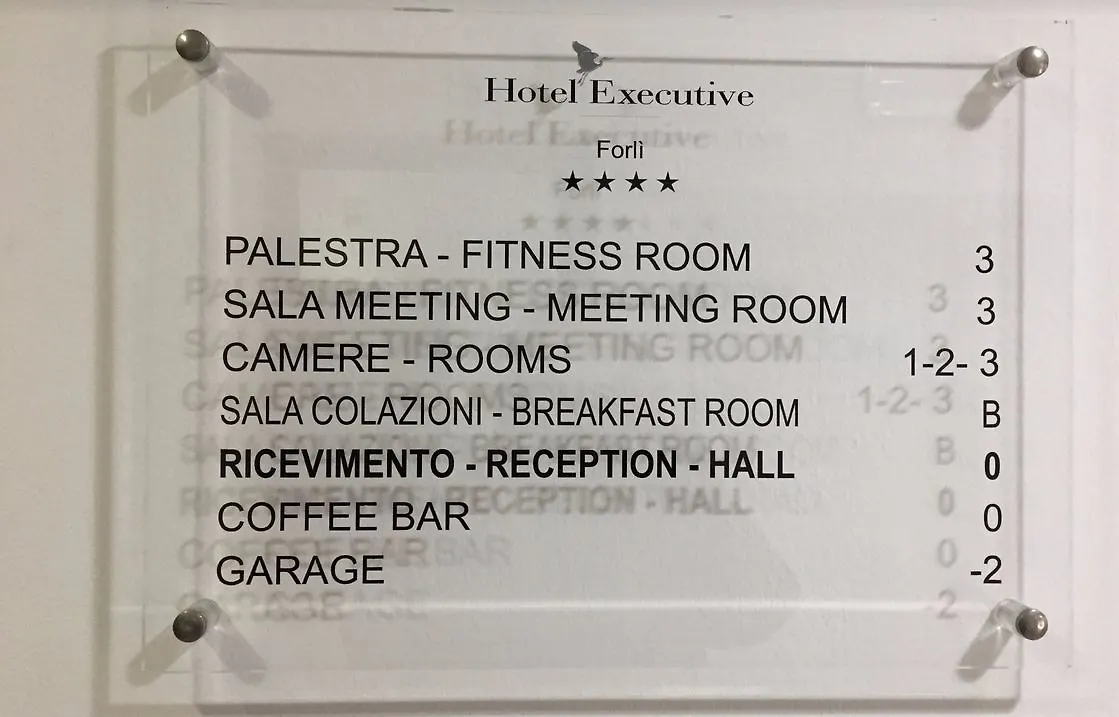 Hotel Executive
Forlì
★★★★
PALESTRA - FITNESS ROOM 3
SALA MEETING - MEETING ROOM 3
CAMERE - ROOMS 1-2- 3
SALA COLAZIONI - BREAKFAST ROOM B
RICEVIMENTO - RECEPTION - HALL 0
COFFEE BAR 0
GARAGE -2